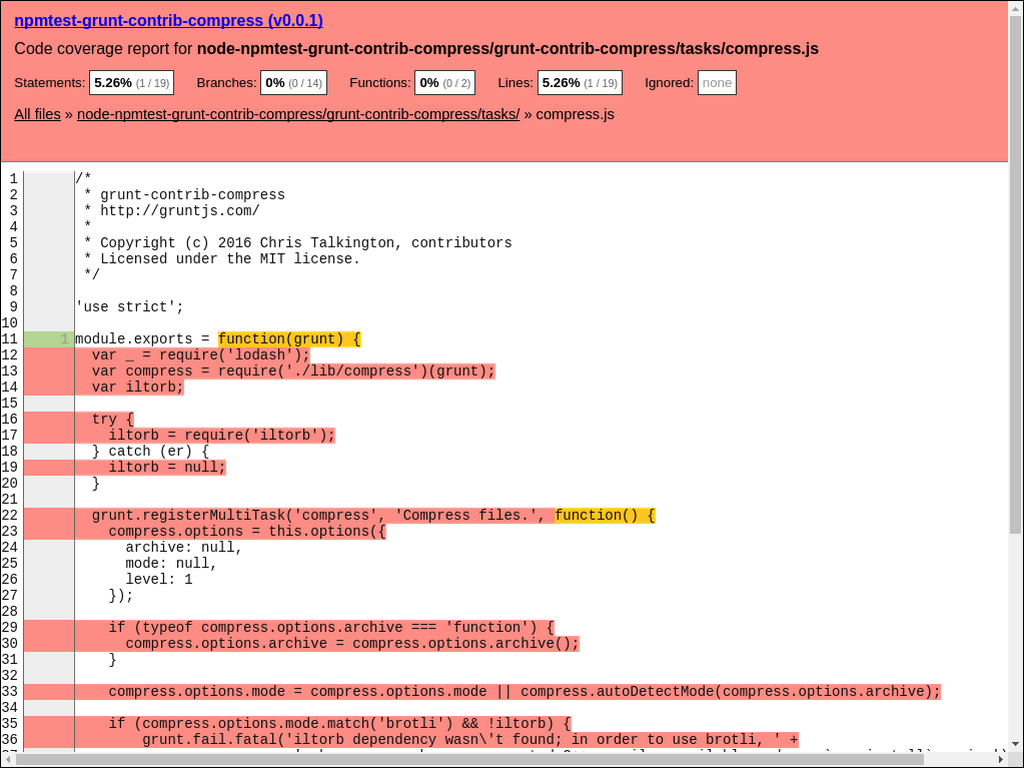 npmtest-grunt-contrib-compress (v0.0.1)
Code coverage report for node-npmtest-grunt-contrib-compress/grunt-contrib-compress/tasks/compress.js
Statements: 5.26% (1 / 19) Branches: 0% (0 / 14) Functions: 0% (0 / 2) Lines: 5.26% (1 / 19) Ignored: none
All files » node-npmtest-grunt-contrib-compress/grunt-contrib-compress/tasks/ » compress.js
1 /*
2  * grunt-contrib-compress
3  * http://gruntjs.com/
4  *
5  * Copyright (c) 2016 Chris Talkington, contributors
6  * Licensed under the MIT license.
7  */
8
9 'use strict';
10
11 1 module.exports = function(grunt) {
12   var _ = require('lodash');
13   var compress = require('./lib/compress')(grunt);
14   var iltorb;
15
16   try {
17     iltorb = require('iltorb');
18   } catch (er) {
19     iltorb = null;
20   }
21
22   grunt.registerMultiTask('compress', 'Compress files.', function() {
23     compress.options = this.options({
24       archive: null,
25       mode: null,
26       level: 1
27     });
28
29     if (typeof compress.options.archive === 'function') {
30       compress.options.archive = compress.options.archive();
31     }
32
33     compress.options.mode = compress.options.mode || compress.autoDetectMode(compress.options.archive);
34
35     if (compress.options.mode.match('brotli') && !iltorb) {
36         grunt.fail.fatal('iltorb dependency wasn\'t found; in order to use brotli, ' +